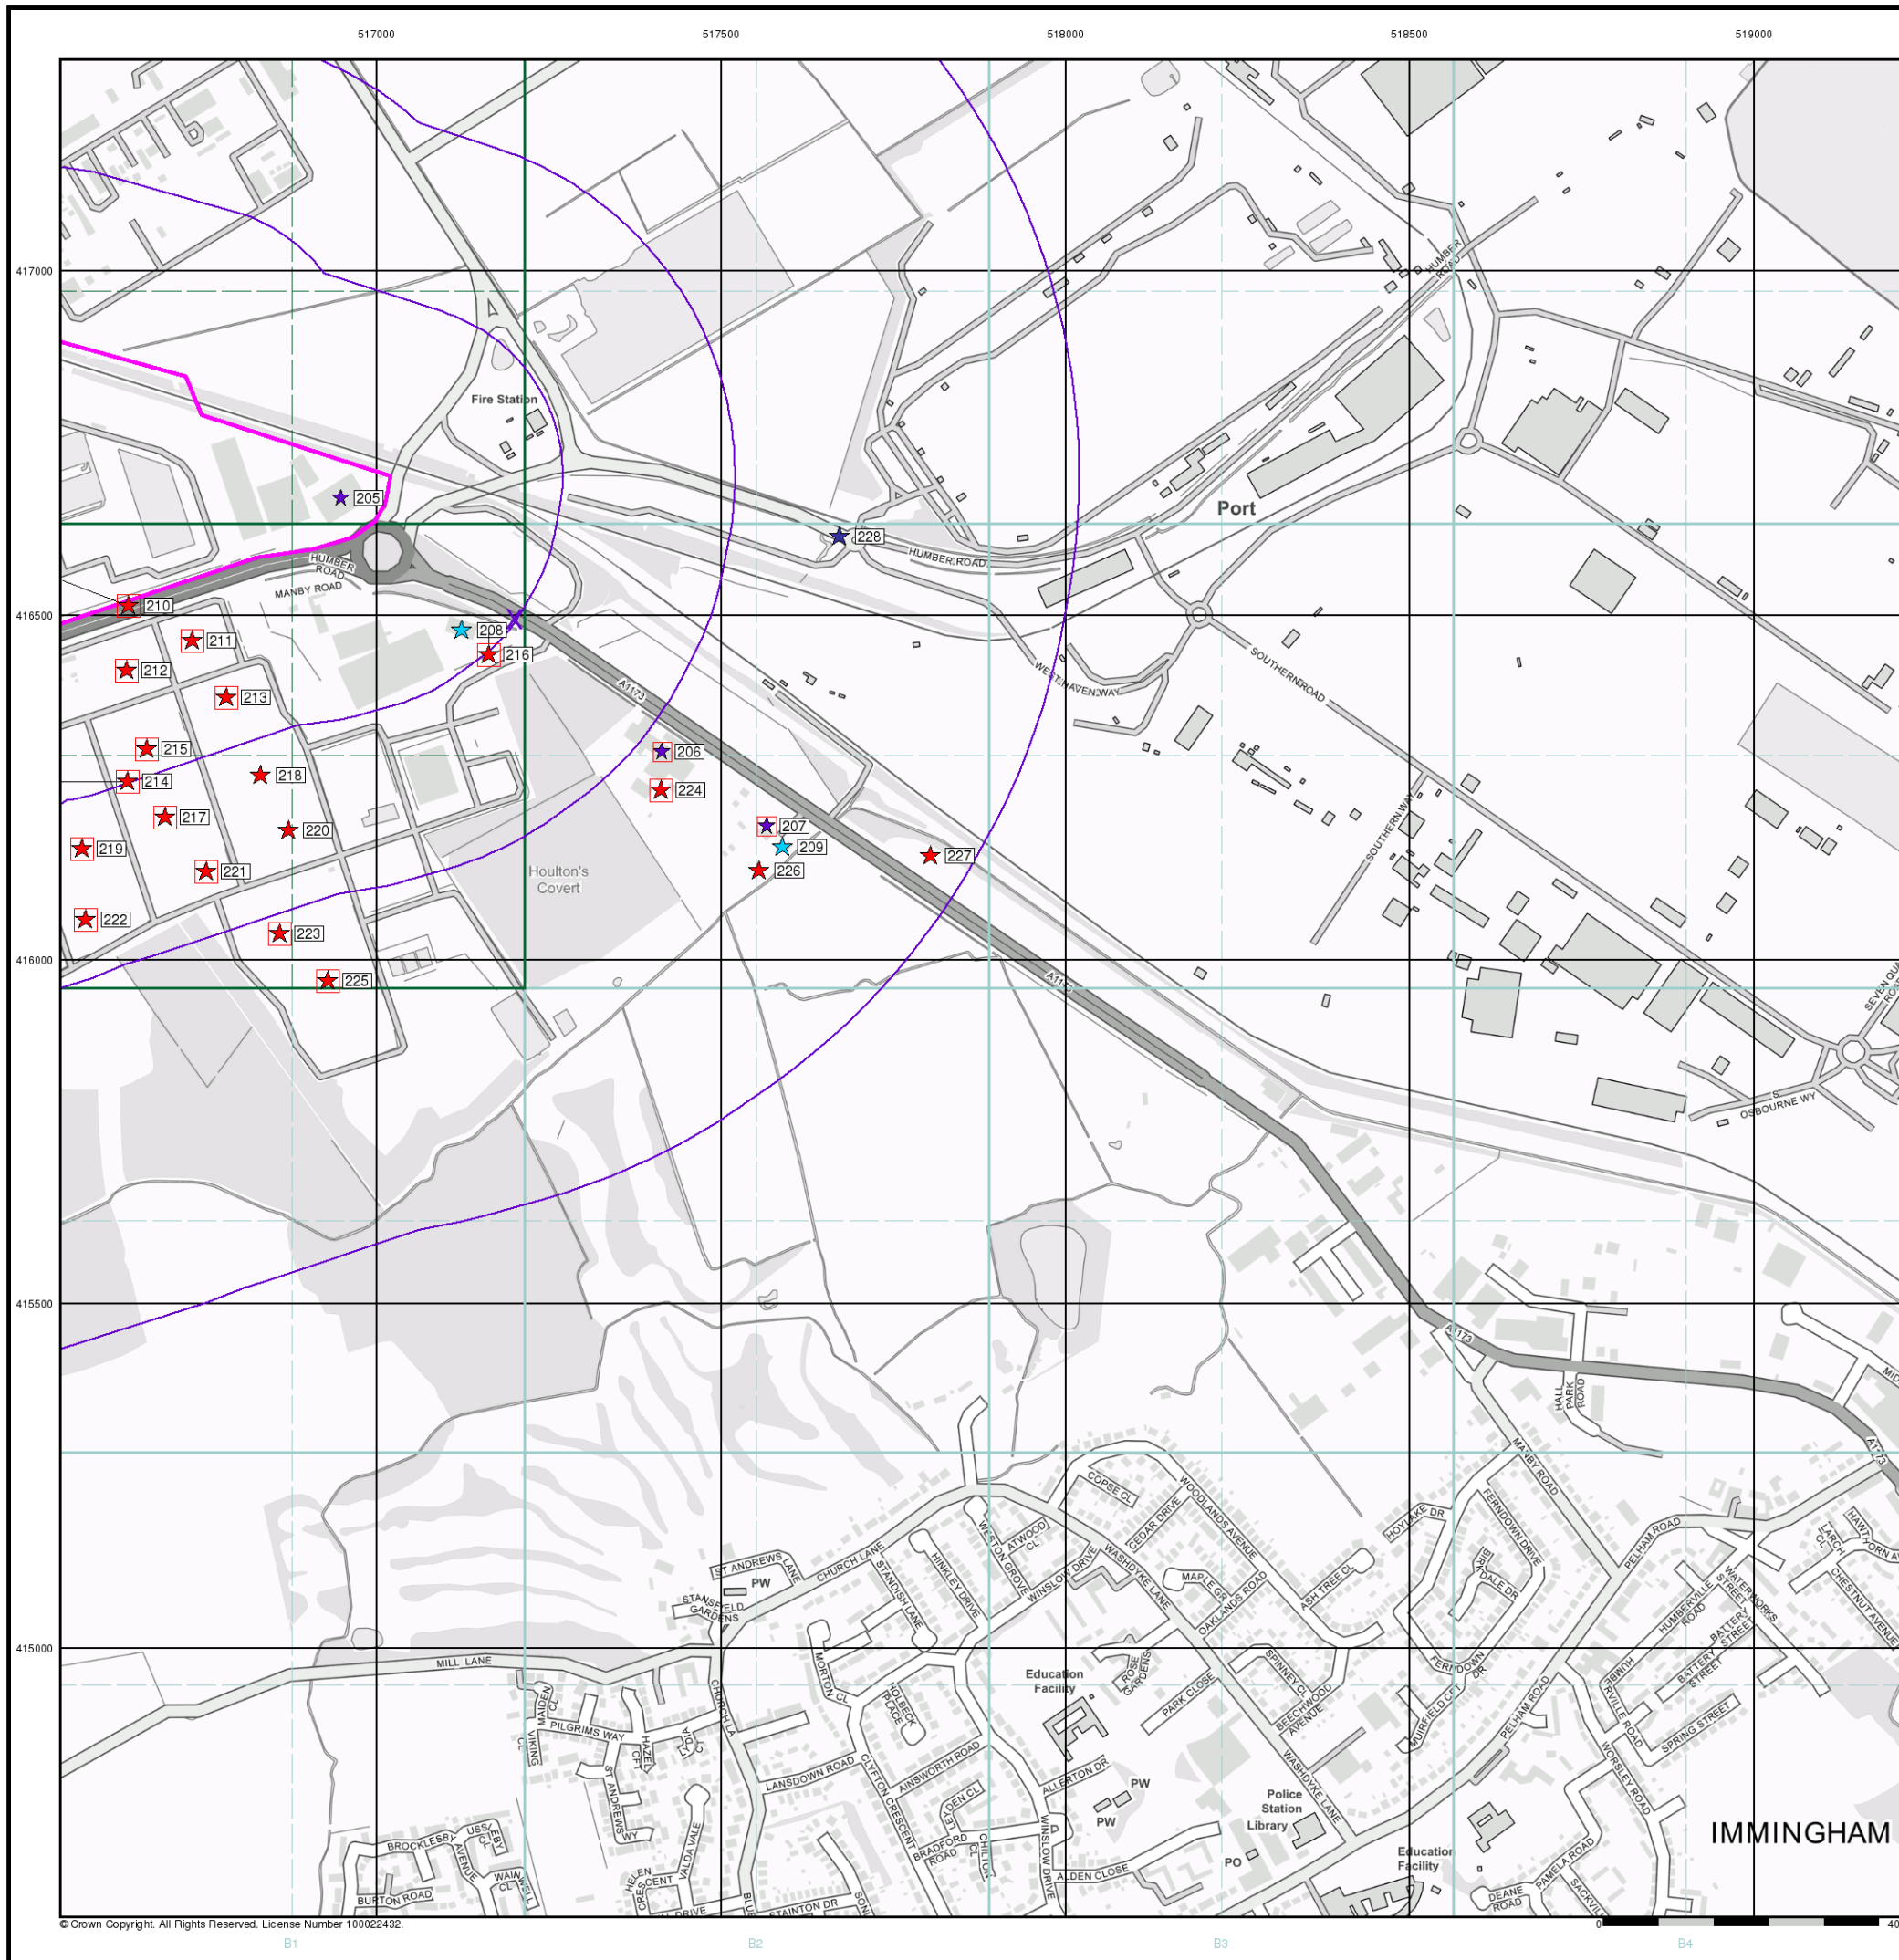 517000
517500
518000
518500
519000
417000
416500
416000
415500
415000
Fire Station
Port
HUMBER
ROAD
205
228
HUMBER ROAD
HUMBER
ROAD
MANBY ROAD
210
208
216
211
212
213
A1173
WEST HAVEN WAY
SOUTHERN ROAD
206
215
218
214
224
SOUTHERN WAY
217
207
220
209
219
227
221
226
Houlton's
Covert
222
223
225
OSBOURNE WY
A1173
HALL
PARK
ROAD
A1173
MANBY ROAD
COPSE CL
CEDAR DRIVE
WOODLANDS AVENUE
HOYLAKE DR
FERNDOWN DRIVE
PELHAM ROAD
LARCH
CL
CHESTNUT AVENUE
WESTON GROVE
ATWOOD
CL
WINSLOW DRIVE
WASHDYKE LANE
MAPLE GR
OAKLANDS ROAD
ASH TREE CL
ST ANDREWS
LANE
CHURCH LANE
STANDISH LANE
HINKLEY DRIVE
PW
STANSFIELD
GARDENS
HUMBERVILLE
ROAD
WATERWORKS
STREET
BATTERY
STREET
BATTERY
STREET
MILL LANE
MORTON CL
HOLBECK
PLACE
Education
Facility
ROSE
GARDENS
PARK CLOSE
SPINNEY CL
BEECHWOOD
AVENUE
FERNDOWN
DR
MUIRFIELD CFT
PELHAM ROAD
SPRING STREET
MAIDEN
CL
VIKING
CL
PILGRIMS WAY
HAZEL
CFT
LYDIA
CT
CHURCH LA
LANSDOWN ROAD
AINSWORTH ROAD
CLYFTON CRESCENT
ALLERTON DR
WASHDYKE LANE
WORSLEY ROAD
ST ANDREWS
WY
VALDA VALE
PW
PW
Police
Station
Library
PO
BRADFORD
ROAD
CHILTON
CL
WINSLOW DRIVE
ALDEN CLOSE
Education
Facility
IMMINGHAM
BROCKLESBY
AVENUE
BURTON ROAD
STAINTON DR
DEANE
ROAD
PAMELA ROAD
© Crown Copyright. All Rights Reserved. License Number 100022432.
0
B1
B2
B3
B4